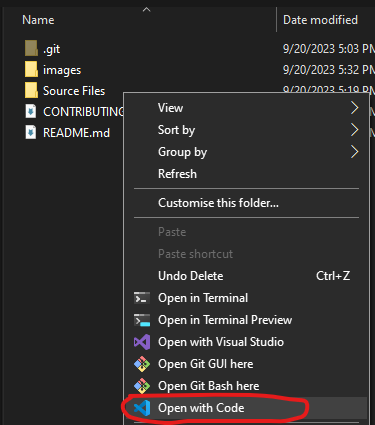 Name
Date modified
.git
9/20/2023 5:03 PM
images
9/20/2023 5:32 PM
Source Files
9/20/2023 5:19 PM
CONTRIBUTING
README.md
View
Sort by
Group by
Refresh
Customise this folder...
Paste
Paste shortcut
Undo Delete Ctrl+Z
Open in Terminal
Open in Terminal Preview
Open with Visual Studio
Open Git GUI here
Open Git Bash here
Open with Code